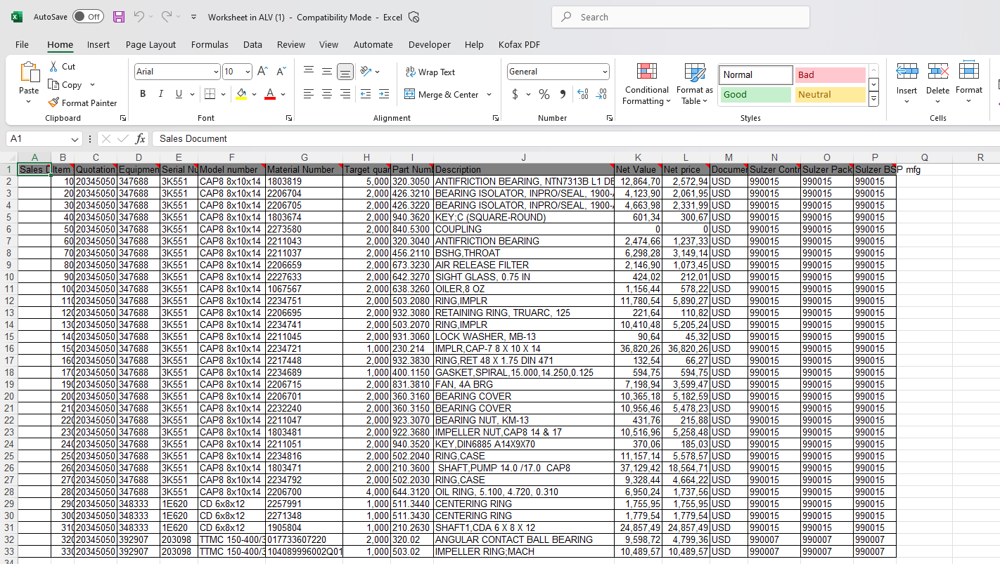 AutoSave Off Worksheet in ALV (1) - Compatibility Mode - Excel Search
File Home Insert Page Layout Formulas Data Review View Automate Developer Help Kofax PDF
Paste Cut Copy Format Painter Clipboard
Arial 10 B I U A Font
Wrap Text Merge & Center Alignment
General $ % Number
Conditional Formatting Format as Table Normal Bad Good Neutral Styles
Insert Delete Format Cells
A1 fx Sales Document
A B C D E F G H I J K L M N O P Q R
1 Sales D Item Quotation Equipmen Serial Nu Model number Material Number Target quar Part Numl Description Net Value Net price Documen Sulzer Contr Sulzer Pack Sulzer BSP mfg
2 10 20345050 347688 3K551 CAP8 8x10x14 1803819 5,000 320.3050 ANTIFRICTION BEARING, NTN7313B L1 DE 12,864,70 2,572,94 USD 990015 990015 990015
3 20 20345050 347688 3K551 CAP8 8x10x14 2206704 2,000 426.3210 BEARING ISOLATOR, INPRO/SEAL, 1900-A 4,123,90 2,061,95 USD 990015 990015 990015
4 30 20345050 347688 3K551 CAP8 8x10x14 2206705 2,000 426.3220 BEARING ISOLATOR, INPRO/SEAL, 1900-A 4,663,98 2,331,99 USD 990015 990015 990015
5 40 20345050 347688 3K551 CAP8 8x10x14 1803674 2,000 940.3620 KEY;C (SQUARE-ROUND) 601,34 300,67 USD 990015 990015 990015
6 50 20345050 347688 3K551 CAP8 8x10x14 2273580 2,000 840.5300 COUPLING 0 0 USD 990015 990015 990015
7 60 20345050 347688 3K551 CAP8 8x10x14 2211043 2,000 320.3040 ANTIFRICTION BEARING 2,474,66 1,237,33 USD 990015 990015 990015
8 70 20345050 347688 3K551 CAP8 8x10x14 2211037 2,000 456.2110 BSHG,THROAT 6,298,28 3,149,14 USD 990015 990015 990015
9 80 20345050 347688 3K551 CAP8 8x10x14 2206659 2,000 673.3230 AIR RELEASE FILTER 2,146,90 1,073,45 USD 990015 990015 990015
10 90 20345050 347688 3K551 CAP8 8x10x14 2227633 2,000 642.3270 SIGHT GLASS, 0.75 IN 424,02 212,01 USD 990015 990015 990015
11 100 20345050 347688 3K551 CAP8 8x10x14 1067567 2,000 638.3260 OILER,8 OZ 1,156,44 578,22 USD 990015 990015 990015
12 110 20345050 347688 3K551 CAP8 8x10x14 2234751 2,000 503.2080 RING,IMPLR 11,780,54 5,890,27 USD 990015 990015 990015
13 120 20345050 347688 3K551 CAP8 8x10x14 2206695 2,000 932.3080 RETAINING RING, TRUARC, 125 221,64 110,82 USD 990015 990015 990015
14 130 20345050 347688 3K551 CAP8 8x10x14 2234741 2,000 503.2070 RING,IMPLR 10,410,48 5,205,24 USD 990015 990015 990015
15 140 20345050 347688 3K551 CAP8 8x10x14 2211045 2,000 931.3060 LOCK WASHER, MB-13 90,64 45,32 USD 990015 990015 990015
16 150 20345050 347688 3K551 CAP8 8x10x14 2234721 1,000 230.214 IMPLR,CAP-7 8 X 10 X 14 36,820,26 36,820,26 USD 990015 990015 990015
17 160 20345050 347688 3K551 CAP8 8x10x14 2217448 2,000 932.3830 RING,RET 48 X 1.75 DIN 471 132,54 66,27 USD 990015 990015 990015
18 170 20345050 347688 3K551 CAP8 8x10x14 2234689 1,000 400.1150 GASKET,SPIRAL,15.000,14.250,0.125 594,75 594,75 USD 990015 990015 990015
19 190 20345050 347688 3K551 CAP8 8x10x14 2206715 2,000 831.3810 FAN, 4A BRG 7,198,94 3,599,47 USD 990015 990015 990015
20 200 20345050 347688 3K551 CAP8 8x10x14 2206701 2,000 360.3160 BEARING COVER 10,365,18 5,182,59 USD 990015 990015 990015
21 210 20345050 347688 3K551 CAP8 8x10x14 2232240 2,000 360.3150 BEARING COVER 10,956,46 5,478,23 USD 990015 990015 990015
22 220 20345050 347688 3K551 CAP8 8x10x14 2211047 2,000 923.3070 BEARING NUT, KM-13 431,76 215,88 USD 990015 990015 990015
23 230 20345050 347688 3K551 CAP8 8x10x14 1803481 2,000 922.3680 IMPELLER NUT,CAP8 14 & 17 10,516,96 5,258,48 USD 990015 990015 990015
24 240 20345050 347688 3K551 CAP8 8x10x14 2211051 2,000 940.3520 KEY,DIN6885 A14X9X70 370,06 185,03 USD 990015 990015 990015
25 250 20345050 347688 3K551 CAP8 8x10x14 2234816 2,000 502.2040 RING,CASE 11,157,14 5,578,57 USD 990015 990015 990015
26 260 20345050 347688 3K551 CAP8 8x10x14 1803471 2,000 210.3600 SHAFT,PUMP 14.0 /17.0 CAP8 37,129,42 18,564,71 USD 990015 990015 990015
27 270 20345050 347688 3K551 CAP8 8x10x14 2234792 2,000 502.2030 RING,CASE 9,328,44 4,664,22 USD 990015 990015 990015
28 280 20345050 347688 3K551 CAP8 8x10x14 2206700 4,000 644.3120 OIL RING, 5.100, 4.720, 0.310 6,950,24 1,737,56 USD 990015 990015 990015
29 290 20345050 348333 1E620 CD 6x8x12 2257991 1,000 511.3440 CENTERING RING 1,755,95 1,755,95 USD 990015 990015 990015
30 300 20345050 348333 1E620 CD 6x8x12 2271348 1,000 511.3430 CENTERING RING 1,779,54 1,779,54 USD 990015 990015 990015
31 310 20345050 348333 1E620 CD 6x8x12 1905804 1,000 210.2630 SHAFT1,CDA 6 X 8 X 12 24,857,49 24,857,49 USD 990015 990015 990015
32 320 20345050 392907 203098 TTMC 150-400/3 017733607220 2,000 320.02 ANGULAR CONTACT BALL BEARING 9,598,72 4,799,36 USD 990007 990007 990007
33 330 20345050 392907 203098 TTMC 150-400/3 104089996002Q01 1,000 503.02 IMPELLER RING;MACH 10,489,57 10,489,57 USD 990007 990007 990007